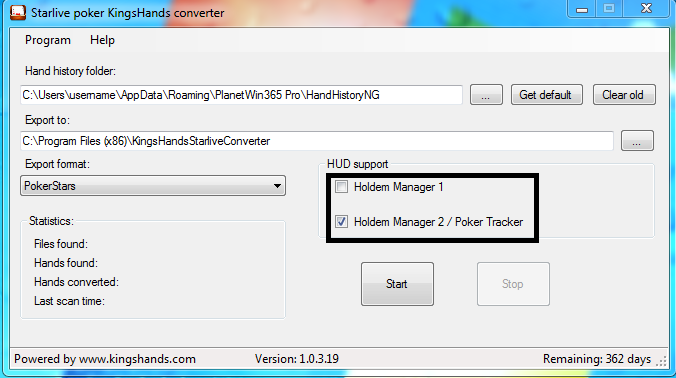 Starlive poker KingsHands converter
Program Help
Hand history folder:
C:\Users\username\AppData\Roaming\PlanetWin365 Pro\HandHistoryNG ... Get default Clear old
Export to:
C:\Program Files (x86)\KingsHandsStarliveConverter ...
Export format: HUD support
PokerStars Holdem Manager 1
Statistics: Holdem Manager 2 / Poker Tracker
Files found:
Hands found:
Hands converted: Start Stop
Last scan time:
Powered by www.kingshands.com Version: 1.0.3.19 Remaining: 362 days